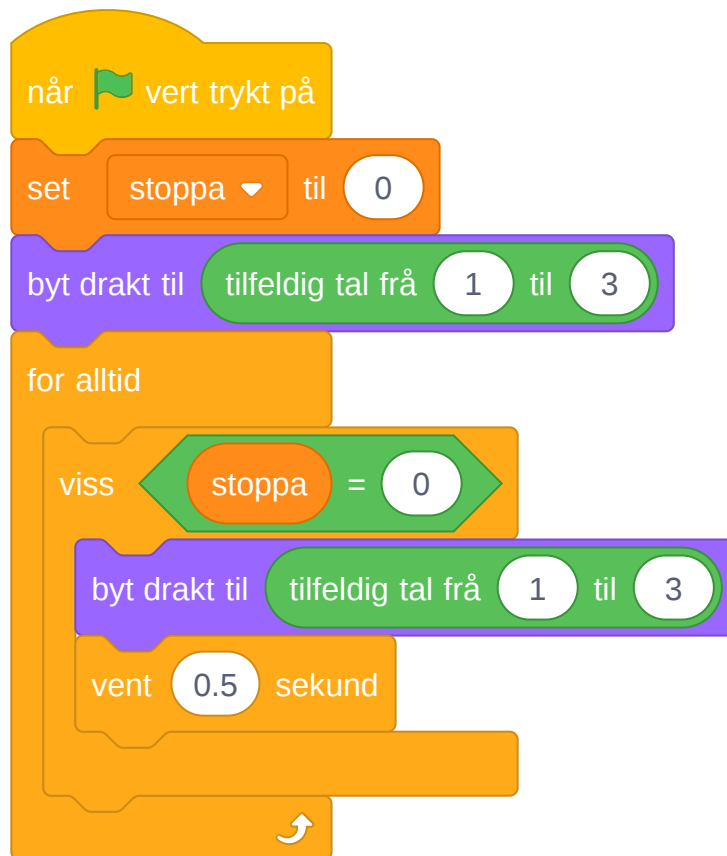 når vert trykt på
set stoppa til 0
byt drakt til tilfeldig tal frå 1 til 3
for alltid
viss stoppa = 0
byt drakt til tilfeldig tal frå 1 til 3
vent 0.5 sekund